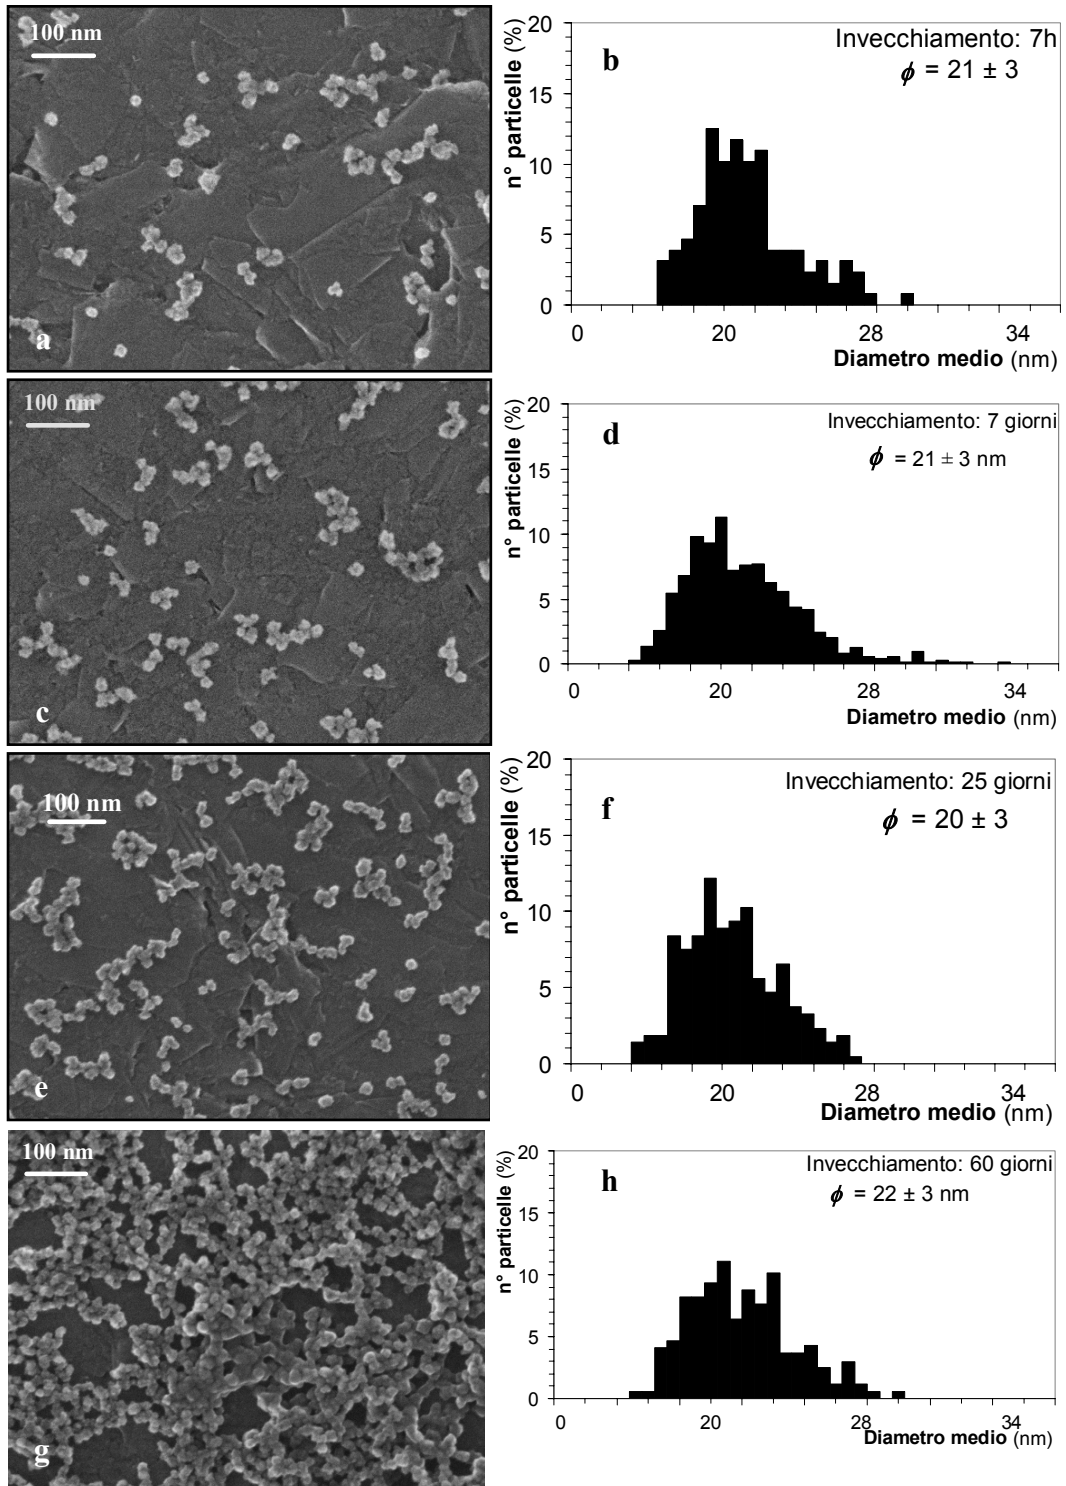 100 nm
a
20
15
10
5
0
n° particelle (%)
b
Invecchiamento: 7h
ϕ = 21 ± 3
0 20 28 34
Diametro medio (nm)
100 nm
c
20
15
10
5
0
n° particelle (%)
d
Invecchiamento: 7 giorni
ϕ = 21 ± 3 nm
0 20 28 34
Diametro medio (nm)
100 nm
e
20
15
10
5
0
n° particelle (%)
f
Invecchiamento: 25 giorni
ϕ = 20 ± 3
0 20 28 34
Diametro medio (nm)
100 nm
g
20
15
10
5
0
n° particelle (%)
h
Invecchiamento: 60 giorni
ϕ = 22 ± 3 nm
0 20 28 34
Diametro medio (nm)